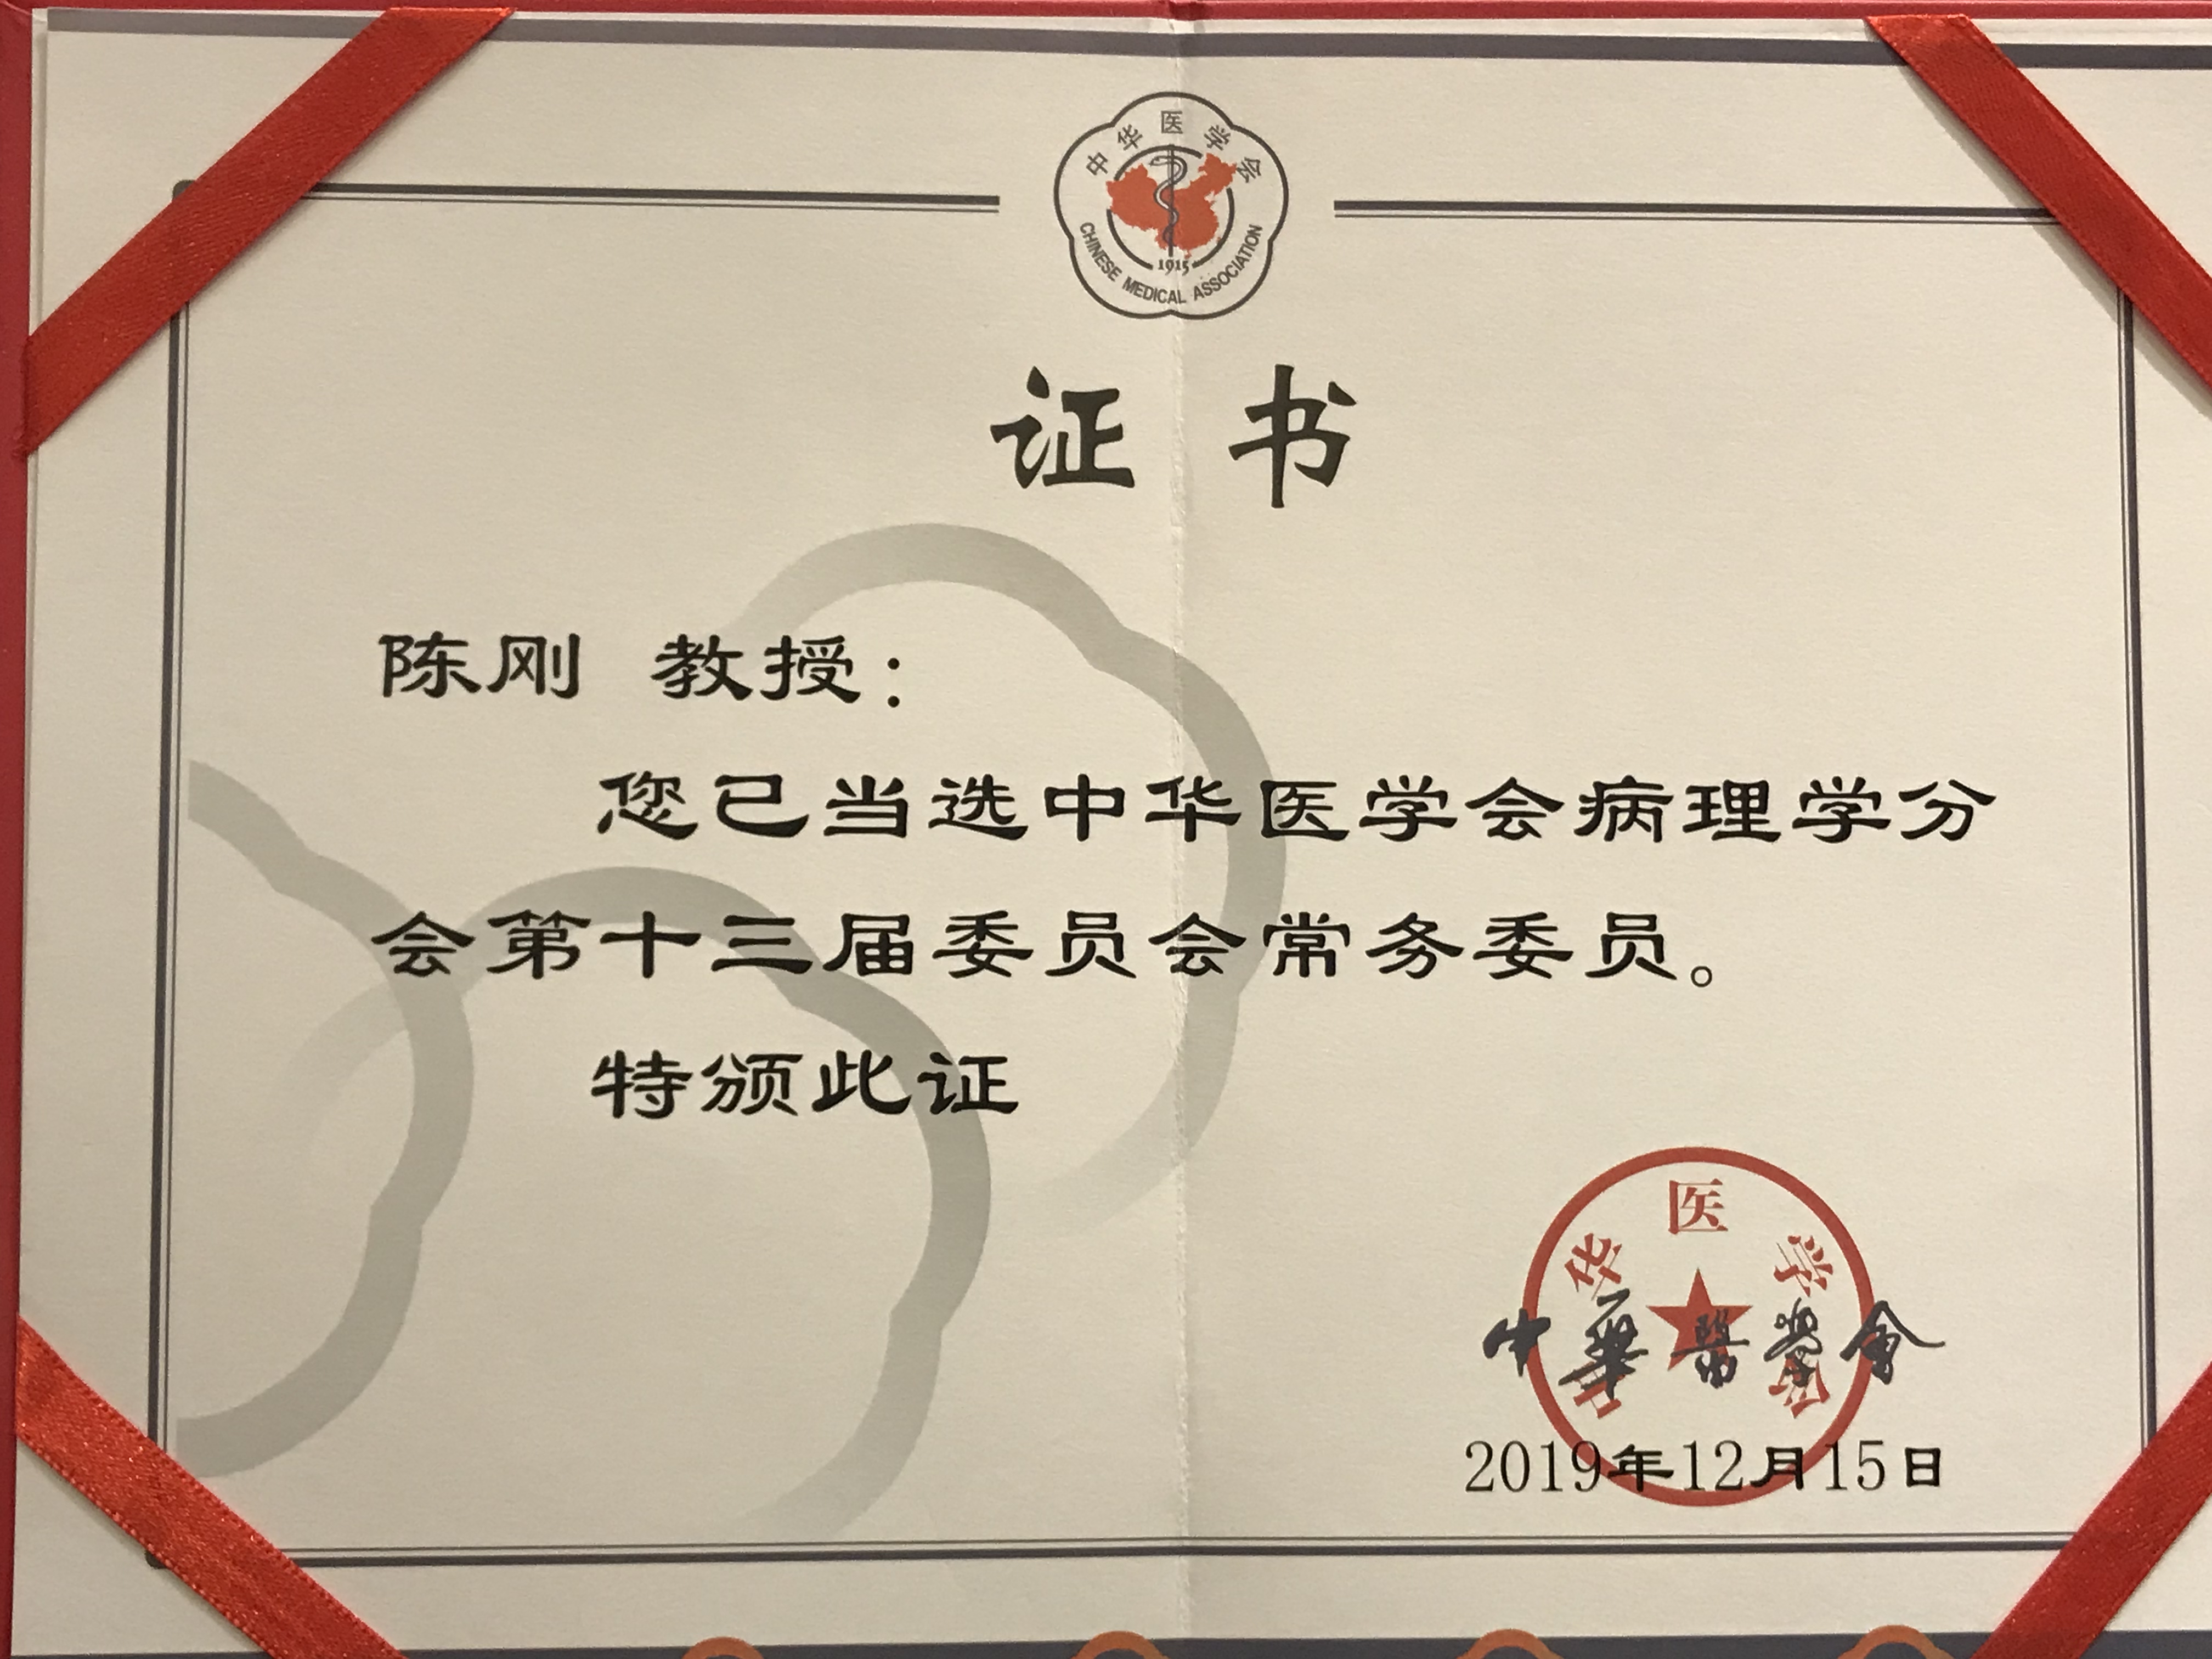 中华医学会
1915
CHINESE MEDICAL ASSOCIATION
证 书
陈刚 教授：
您已当选中华医学会病理学分
会第十三届委员会常务委员。
特颁此证
中华医学会
中華醫學會
2019年12月15日